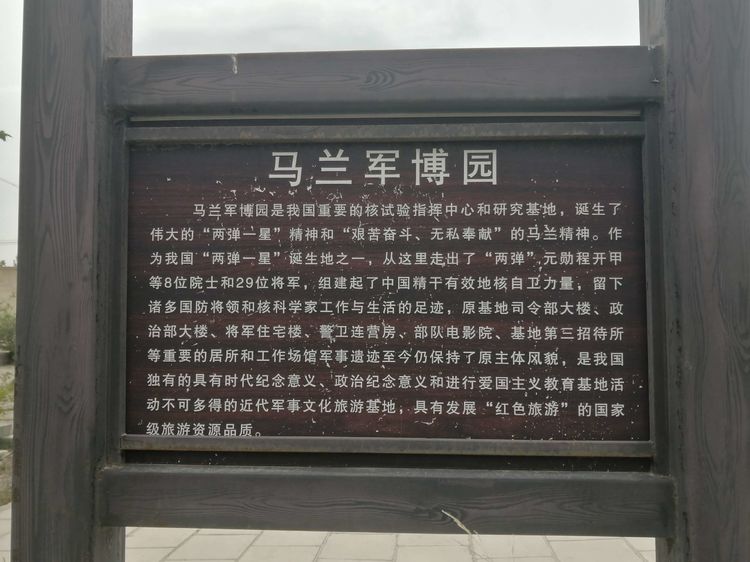 马兰军博园
马兰军博园是我国重要的核试验指挥中心和研究基地，诞生了
伟大的“两弹一星”精神和“艰苦奋斗、无私奉献”的马兰精神。作
为我国“两弹一星”诞生地之一，从这里走出了“两弹”元勋程开甲
等8位院士和29位将军，组建起了中国精干有效地核自卫力量，留下
诸多国防将领和核科学家工作与生活的足迹，原基地司令部大楼、政
治部大楼、将军住宅楼、警卫连营房、部队电影院、基地第三招待所
等重要的居所和工作场馆军事遗迹至今仍保持了原主体风貌，是我国
独有的具有时代纪念意义、政治纪念意义和进行爱国主义教育基地活
动不可多得的近代军事文化旅游基地，具有发展“红色旅游”的国家
级旅游资源品质。